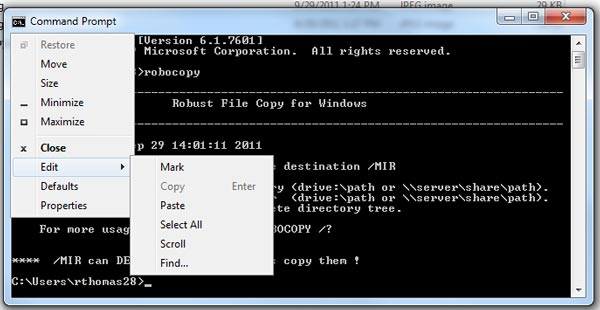 9/29/2011 1:24 PM JPEG image 29 KB
Command Prompt
[Version 6.1.7601]
Microsoft Corporation. All rights reserved.
>robocopy
Robust File Copy for Windows
ep 29 14:01:11 2011
e destination /MIR
ry (drive:\path or \\server\share\path).
(drive:\path or \\server\share\path).
ete directory tree.
For more usag
OBOCOPY /?
**** /MIR can DE
s copy them !
C:\Users\rthomas28>_
Restore
Move
Size
Minimize
Maximize
x Close
Edit
Defaults
Properties
Mark
Copy Enter
Paste
Select All
Scroll
Find...